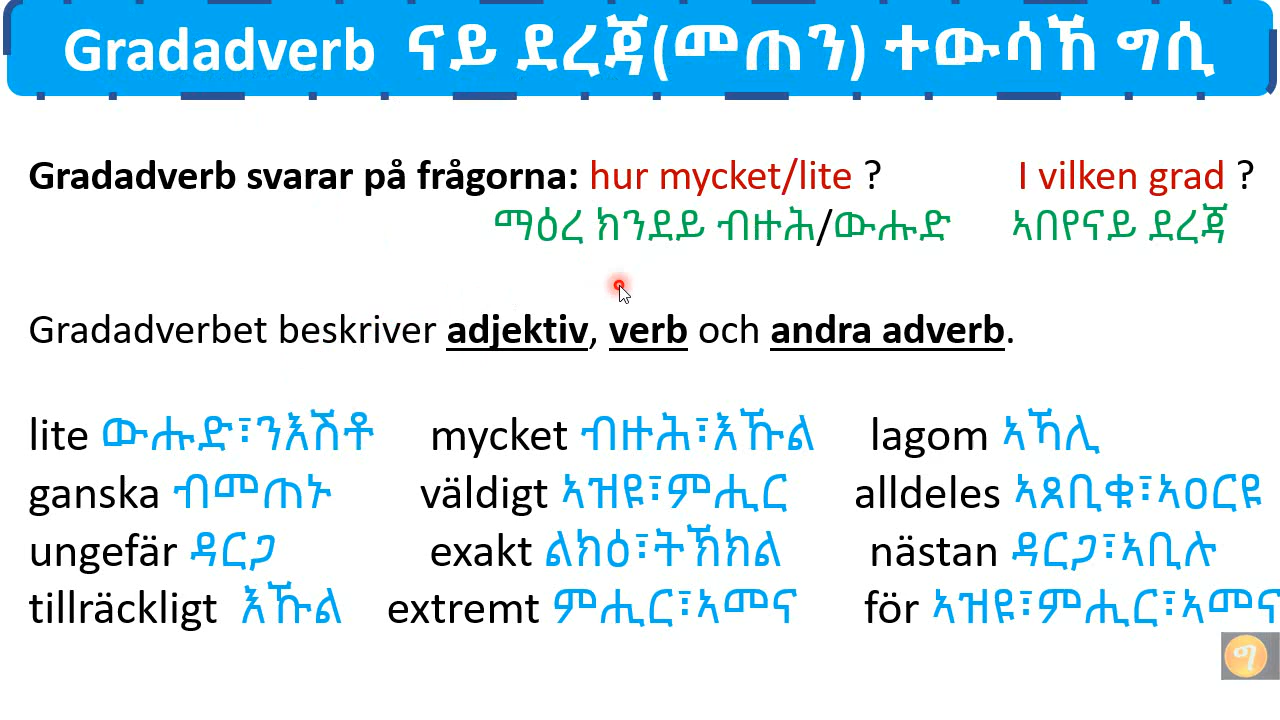 Gradadverb ናይ ደረጃ(መጠን) ተውሳኸ ግሲ
Gradadverb svarar på frågorna: hur mycket/lite ? I vilken grad ?
ማዕረ ክንደይ ብዙሕ/ውሑድ ኣበየናይ ደረጃ
Gradadverbet beskriver adjektiv, verb och andra adverb.
lite ውሑድ፣ንእሽቶ mycket ብዙሕ፣እኹል lagom ኣኻሊ
ganska ብመጠኑ väldigt ኣዝዩ፣ምሒር alldeles ኣጸቢቁ፣ኣዐርዩ
ungefär ዳርጋ exakt ልክዕ፣ትኽክል nästan ዳርጋ፣ኣቢሉ
tillräckligt እኹል extremt ምሒር፣ኣመና för ኣዝዩ፣ምሒር፣ኣመና
ግ